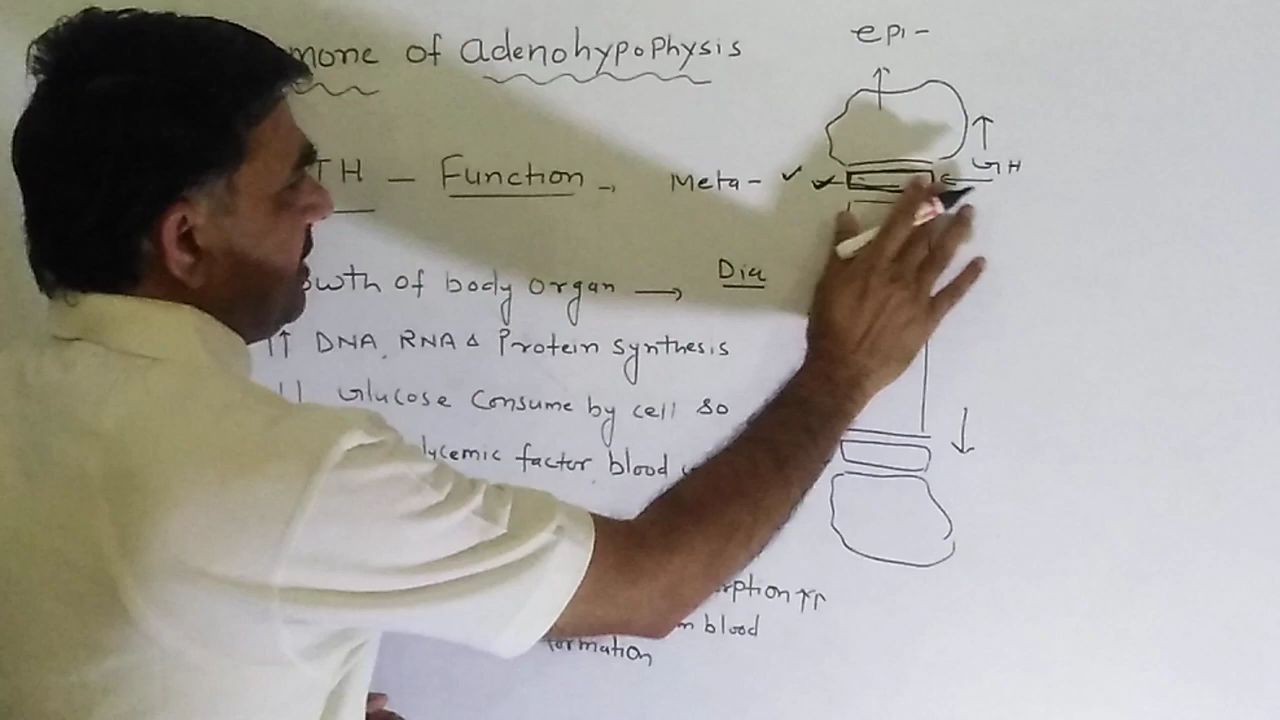 mone of adenohypophysis
epi-
GH
TH - Function → Meta-
owth of body organ → Dia
↑↑ DNA, RNA & Protein synthesis
Glucose consume by cell so
lycemic factor blood
rption ↑↑
m blood
formation